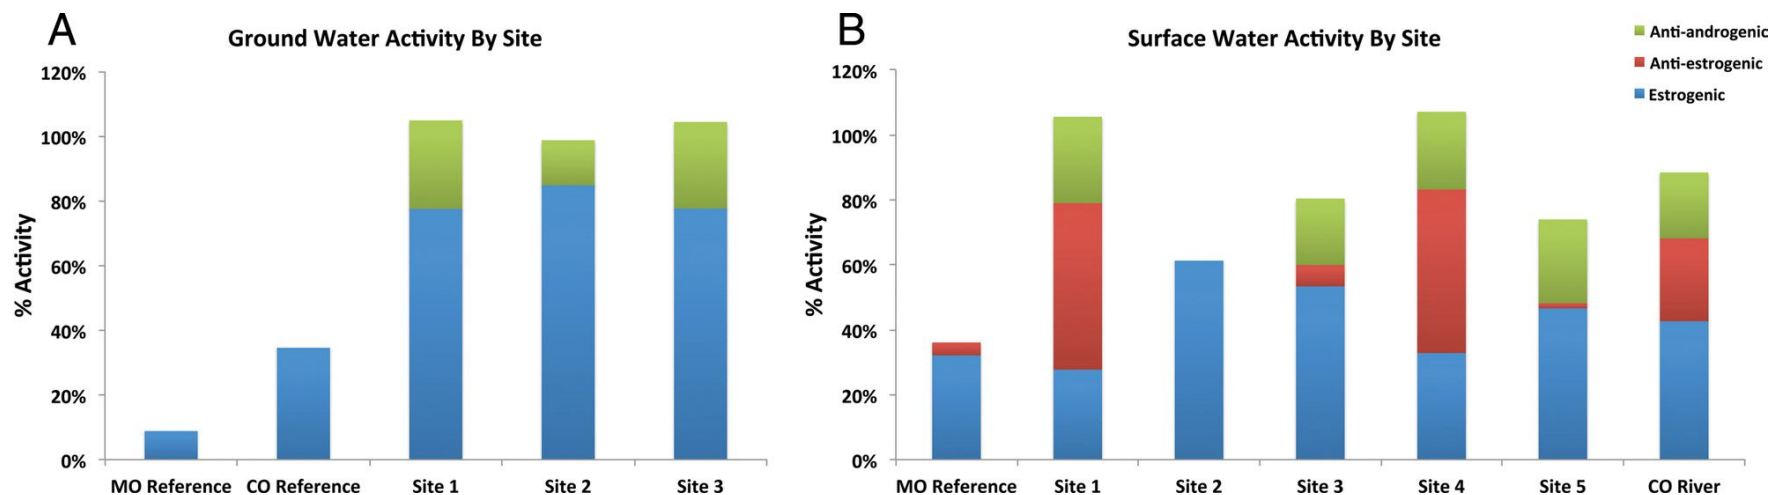 A
Ground Water Activity By Site
% Activity
120%
100%
80%
60%
40%
20%
0%
MO Reference
CO Reference
Site 1
Site 2
Site 3
B
Surface Water Activity By Site
% Activity
120%
100%
80%
60%
40%
20%
0%
MO Reference
Site 1
Site 2
Site 3
Site 4
Site 5
CO River
Anti-androgenic
Anti-estrogenic
Estrogenic